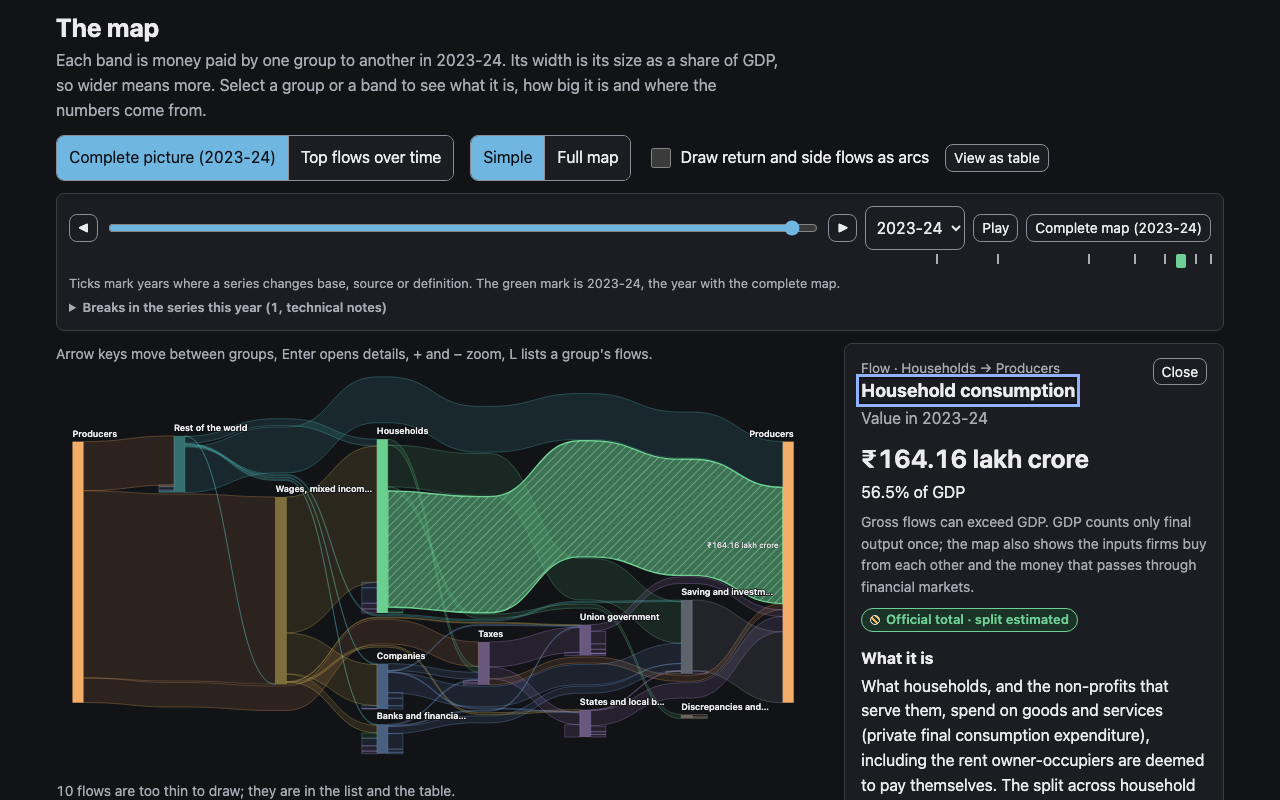 The map
Each band is money paid by one group to another in 2023-24. Its width is its size as a share of GDP,
so wider means more. Select a group or a band to see what it is, how big it is and where the
numbers come from.
Complete picture (2023-24)
Top flows over time
Simple
Full map
Draw return and side flows as arcs
View as table
◀
▶
2023-24
Play
Complete map (2023-24)
Ticks mark years where a series changes base, source or definition. The green mark is 2023-24, the year with the complete map.
▶ Breaks in the series this year (1, technical notes)
Arrow keys move between groups, Enter opens details, + and − zoom, L lists a group's flows.
Producers
Rest of the world
Households
Producers
Wages, mixed incom...
₹164.16 lakh crore
Saving and investm...
Union government
Taxes
Companies
States and local b...
Discrepancies and...
Banks and financia...
10 flows are too thin to draw; they are in the list and the table.
Flow · Households → Producers
Close
Household consumption
Value in 2023-24
₹164.16 lakh crore
56.5% of GDP
Gross flows can exceed GDP. GDP counts only final
output once; the map also shows the inputs firms buy
from each other and the money that passes through
financial markets.
Official total · split estimated
What it is
What households, and the non-profits that
serve them, spend on goods and services
(private final consumption expenditure),
including the rent owner-occupiers are deemed
to pay themselves. The split across household